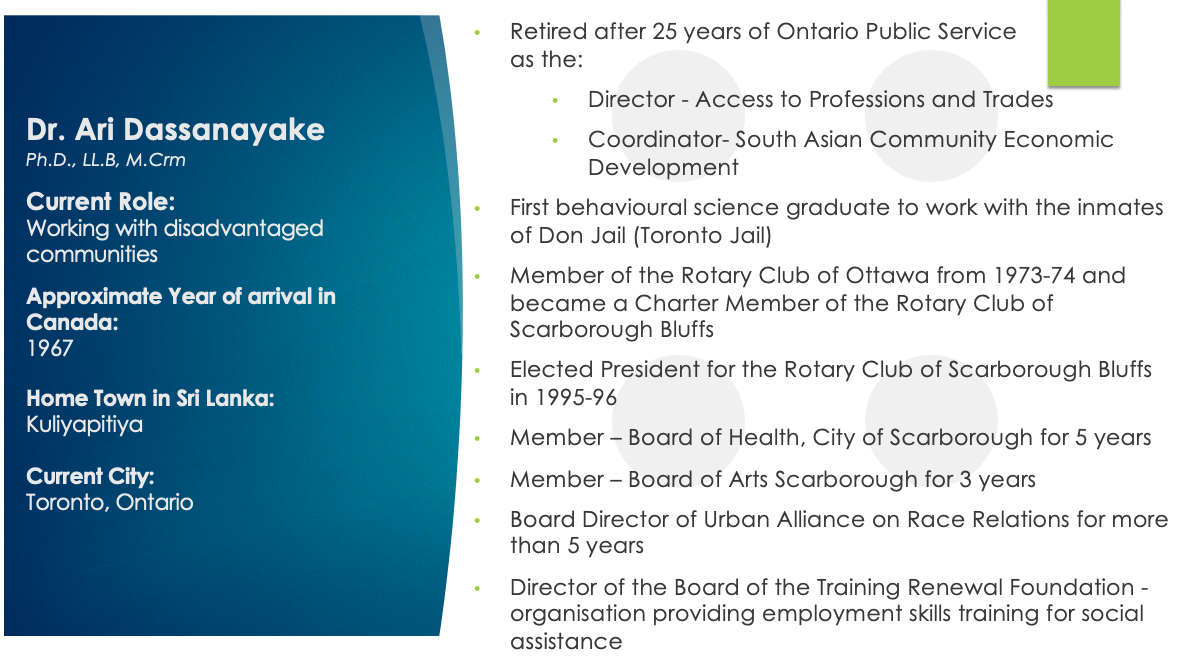 Dr. Ari Dassanayake
Ph.D., LL.B, M.Crm
Current Role:
Working with disadvantaged
communities
Approximate Year of arrival in
Canada:
1967
Home Town in Sri Lanka:
Kuliyapitiya
Current City:
Toronto, Ontario
• Retired after 25 years of Ontario Public Service
as the:
• Director - Access to Professions and Trades
• Coordinator- South Asian Community Economic
Development
• First behavioural science graduate to work with the inmates
of Don Jail (Toronto Jail)
• Member of the Rotary Club of Ottawa from 1973-74 and
became a Charter Member of the Rotary Club of
Scarborough Bluffs
• Elected President for the Rotary Club of Scarborough Bluffs
in 1995-96
• Member – Board of Health, City of Scarborough for 5 years
• Member – Board of Arts Scarborough for 3 years
• Board Director of Urban Alliance on Race Relations for more
than 5 years
• Director of the Board of the Training Renewal Foundation -
organisation providing employment skills training for social
assistance